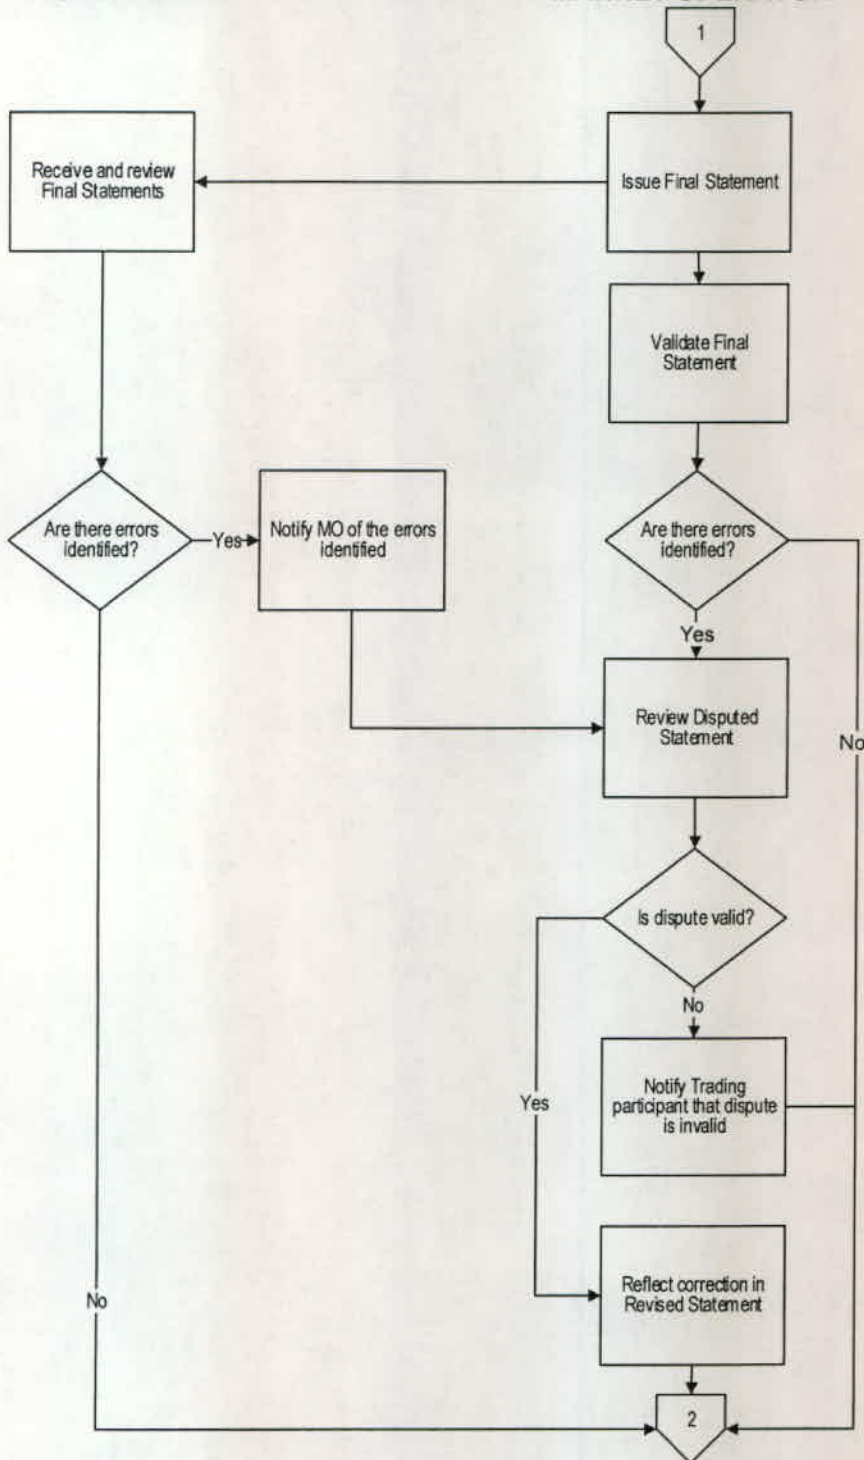 1
Receive and review
Final Statements
Issue Final Statement
Validate Final
Statement
Are there errors
identified?
Yes
Notify MO of the errors
identified
Are there errors
identified?
Yes
Review Disputed
Statement
No
Is dispute valid?
No
Yes
Notify Trading
participant that dispute
is invalid
No
Reflect correction in
Revised Statement
2